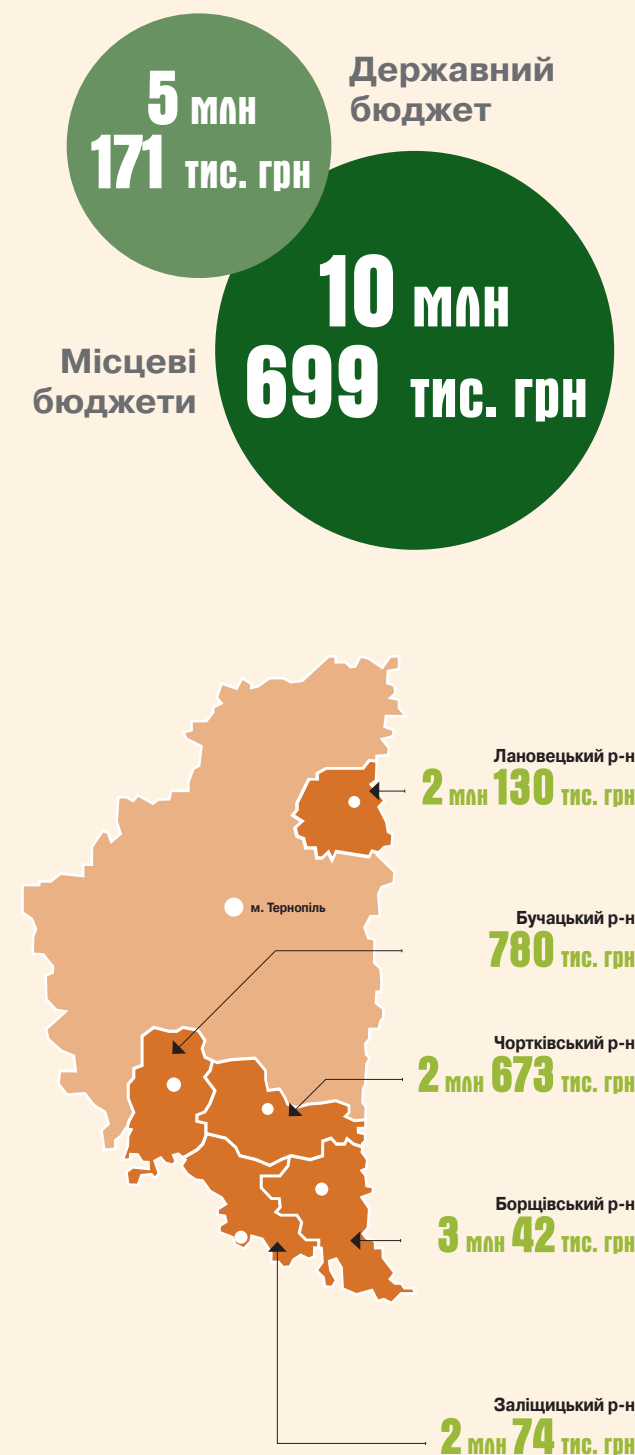 5 млн
171 тис. грн
Державний
бюджет
10 млн
699 тис. грн
Місцеві
бюджети
Лановецький р-н
2 млн 130 тис. грн
м. Тернопіль
Бучацький р-н
780 тис. грн
Чортківський р-н
2 млн 673 тис. грн
Борщівський р-н
3 млн 42 тис. грн
Заліщицький р-н
2 млн 74 тис. грн